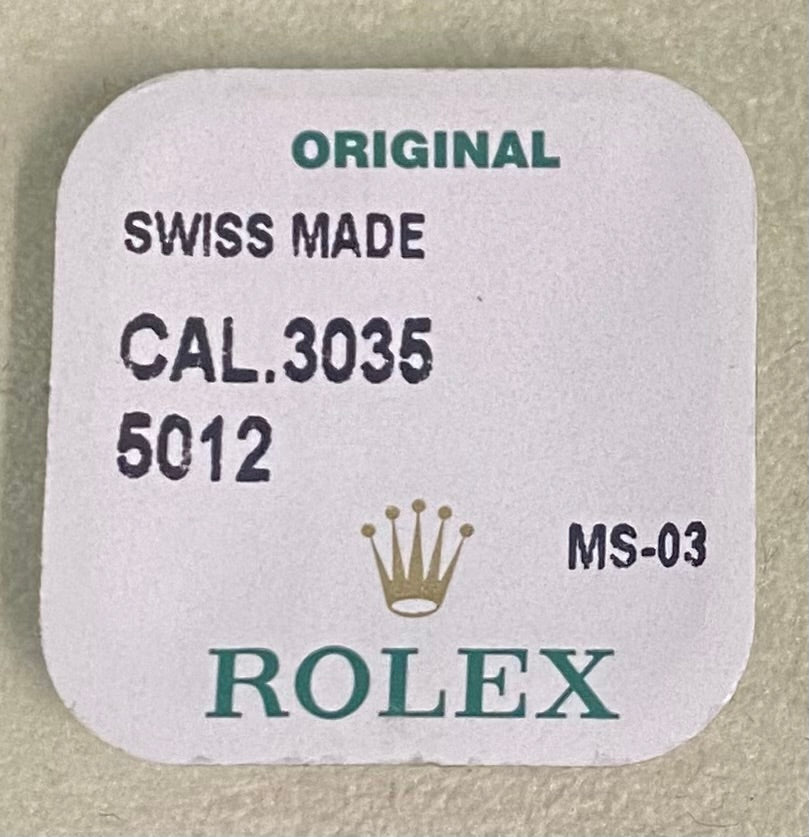 ORIGINAL
SWISS MADE
CAL.3035
5012
MS-03
ROLEX